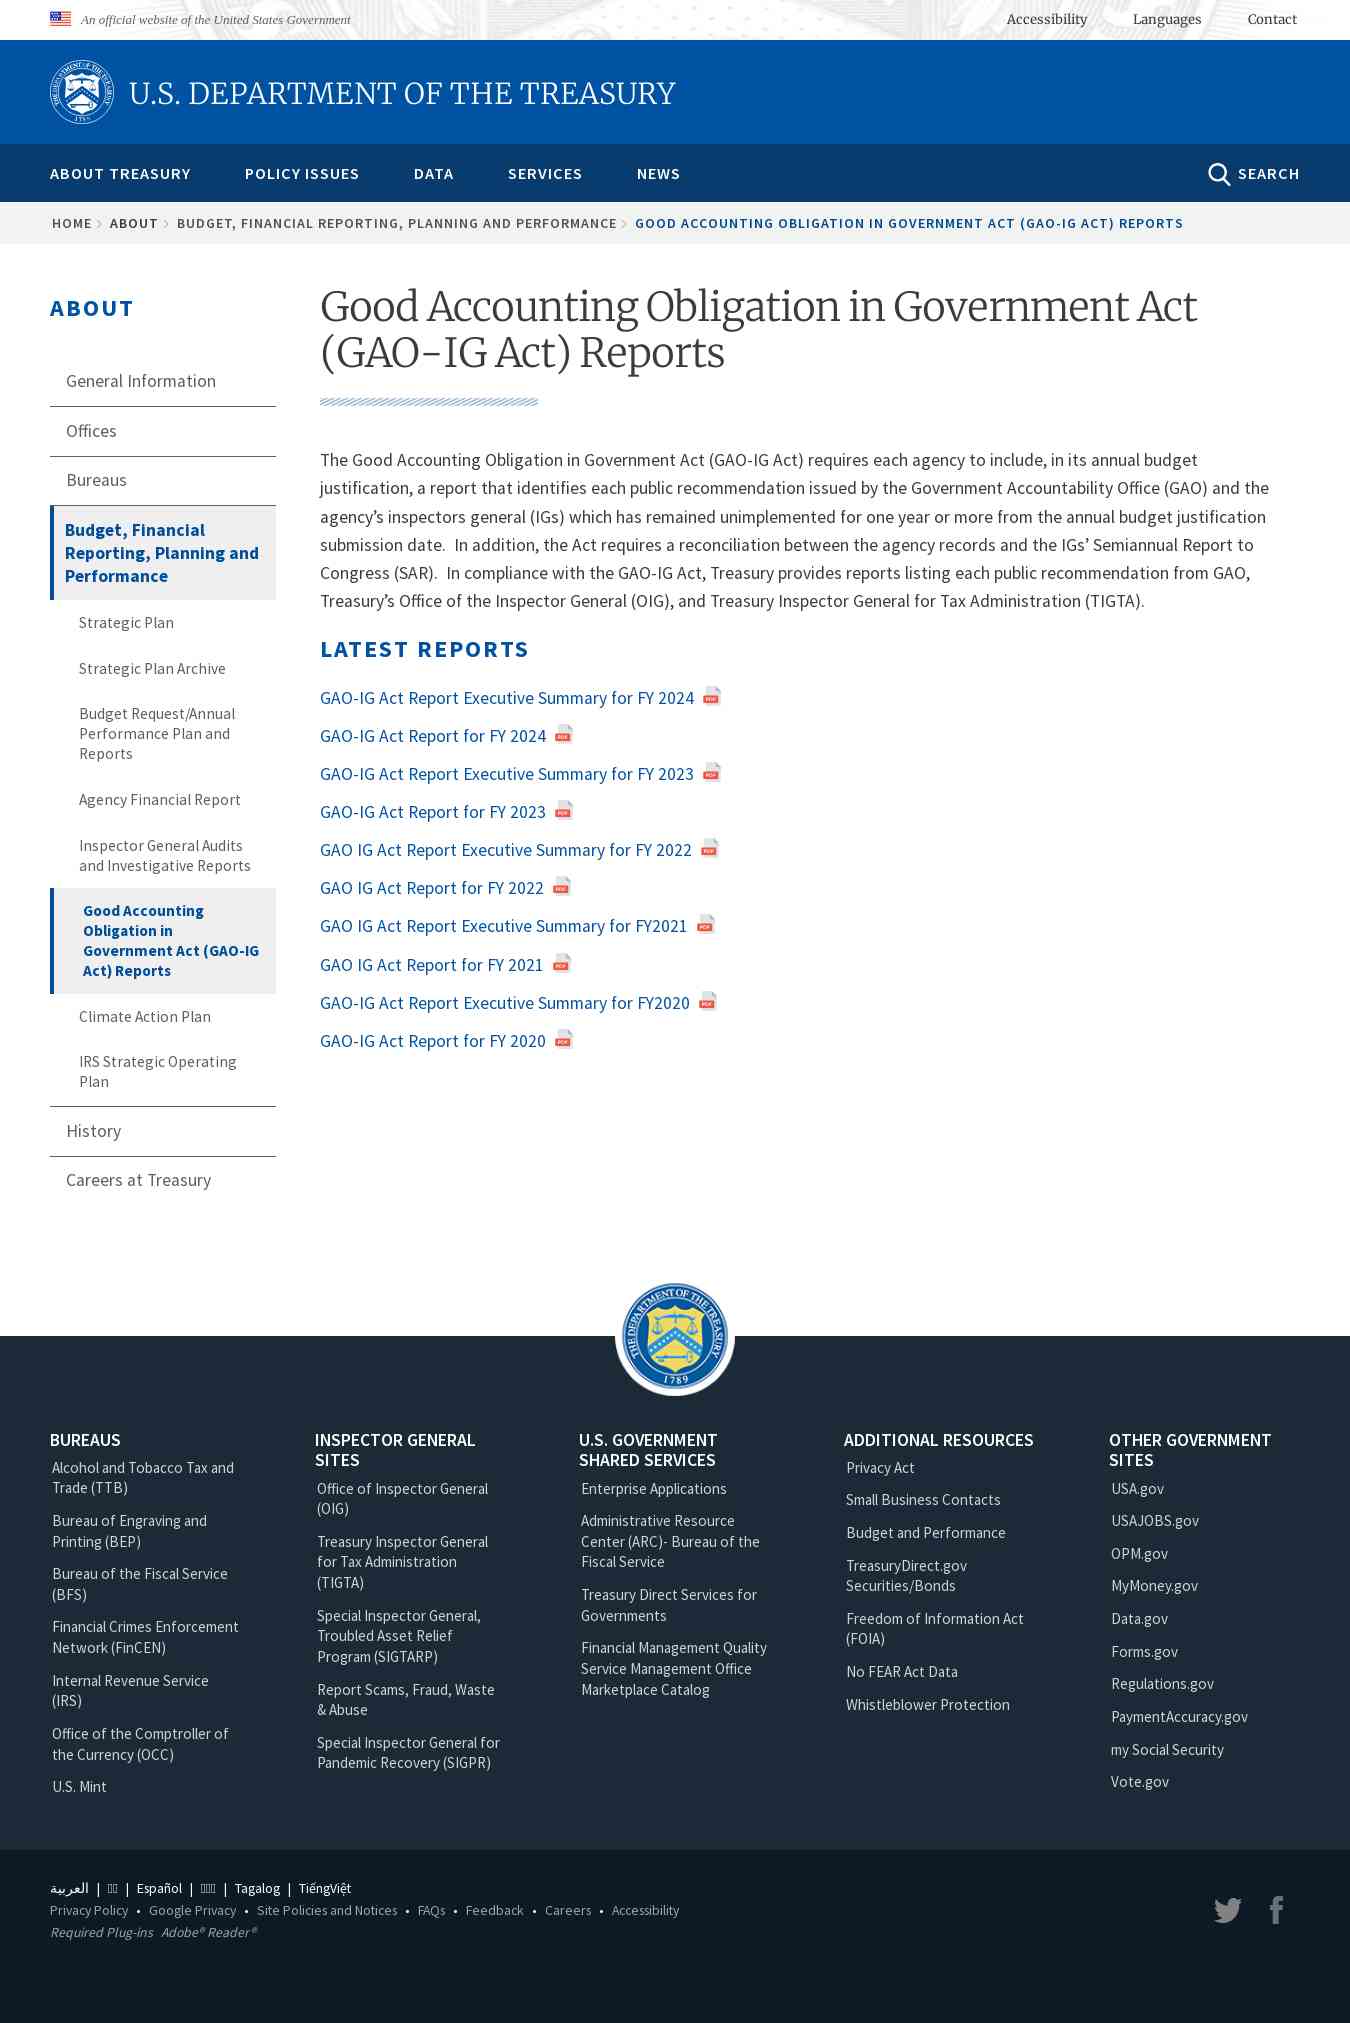 An official website of the United States Government
Accessibility Languages Contact
U.S. DEPARTMENT OF THE TREASURY
ABOUT TREASURY POLICY ISSUES DATA SERVICES NEWS SEARCH
HOME ABOUT BUDGET, FINANCIAL REPORTING, PLANNING AND PERFORMANCE GOOD ACCOUNTING OBLIGATION IN GOVERNMENT ACT (GAO-IG ACT) REPORTS
ABOUT
General Information
Offices
Bureaus
Budget, Financial
Reporting, Planning and
Performance
Strategic Plan
Strategic Plan Archive
Budget Request/Annual
Performance Plan and
Reports
Agency Financial Report
Inspector General Audits
and Investigative Reports
Good Accounting
Obligation in
Government Act (GAO-IG
Act) Reports
Climate Action Plan
IRS Strategic Operating
Plan
History
Careers at Treasury
Good Accounting Obligation in Government Act
(GAO-IG Act) Reports
The Good Accounting Obligation in Government Act (GAO-IG Act) requires each agency to include, in its annual budget
justification, a report that identifies each public recommendation issued by the Government Accountability Office (GAO) and the
agency’s inspectors general (IGs) which has remained unimplemented for one year or more from the annual budget justification
submission date.  In addition, the Act requires a reconciliation between the agency records and the IGs’ Semiannual Report to
Congress (SAR).  In compliance with the GAO-IG Act, Treasury provides reports listing each public recommendation from GAO,
Treasury’s Office of the Inspector General (OIG), and Treasury Inspector General for Tax Administration (TIGTA).
LATEST REPORTS
GAO-IG Act Report Executive Summary for FY 2024 PDF
GAO-IG Act Report for FY 2024 PDF
GAO-IG Act Report Executive Summary for FY 2023 PDF
GAO-IG Act Report for FY 2023 PDF
GAO IG Act Report Executive Summary for FY 2022 PDF
GAO IG Act Report for FY 2022 PDF
GAO IG Act Report Executive Summary for FY2021 PDF
GAO IG Act Report for FY 2021 PDF
GAO-IG Act Report Executive Summary for FY2020 PDF
GAO-IG Act Report for FY 2020 PDF
THE DEPARTMENT OF THE TREASURY
1789
BUREAUS
Alcohol and Tobacco Tax and
Trade (TTB)
Bureau of Engraving and
Printing (BEP)
Bureau of the Fiscal Service
(BFS)
Financial Crimes Enforcement
Network (FinCEN)
Internal Revenue Service
(IRS)
Office of the Comptroller of
the Currency (OCC)
U.S. Mint
INSPECTOR GENERAL
SITES
Office of Inspector General
(OIG)
Treasury Inspector General
for Tax Administration
(TIGTA)
Special Inspector General,
Troubled Asset Relief
Program (SIGTARP)
Report Scams, Fraud, Waste
& Abuse
Special Inspector General for
Pandemic Recovery (SIGPR)
U.S. GOVERNMENT
SHARED SERVICES
Enterprise Applications
Administrative Resource
Center (ARC)- Bureau of the
Fiscal Service
Treasury Direct Services for
Governments
Financial Management Quality
Service Management Office
Marketplace Catalog
ADDITIONAL RESOURCES
Privacy Act
Small Business Contacts
Budget and Performance
TreasuryDirect.gov
Securities/Bonds
Freedom of Information Act
(FOIA)
No FEAR Act Data
Whistleblower Protection
OTHER GOVERNMENT
SITES
USA.gov
USAJOBS.gov
OPM.gov
MyMoney.gov
Data.gov
Forms.gov
Regulations.gov
PaymentAccuracy.gov
my Social Security
Vote.gov
العربية | | Español | | Tagalog | TiếngViệt
Privacy Policy • Google Privacy • Site Policies and Notices • FAQs • Feedback • Careers • Accessibility
Required Plug-ins Adobe® Reader®